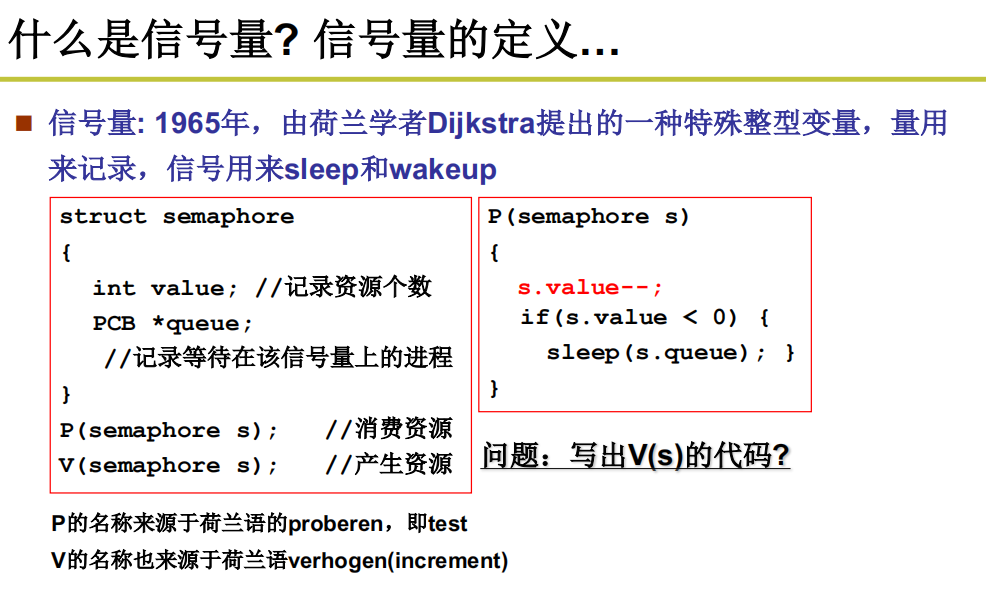 什么是信号量? 信号量的定义…
信号量: 1965年，由荷兰学者Dijkstra提出的一种特殊整型变量，量用
来记录，信号用来sleep和wakeup
struct semaphore
{
int value; //记录资源个数
PCB *queue;
//记录等待在该信号量上的进程
}
P(semaphore s); //消费资源
V(semaphore s); //产生资源
P(semaphore s)
{
s.value--;
if(s.value < 0) {
sleep(s.queue); }
}
问题：写出V(s)的代码?
P的名称来源于荷兰语的proberen，即test
V的名称也来源于荷兰语verhogen(increment)